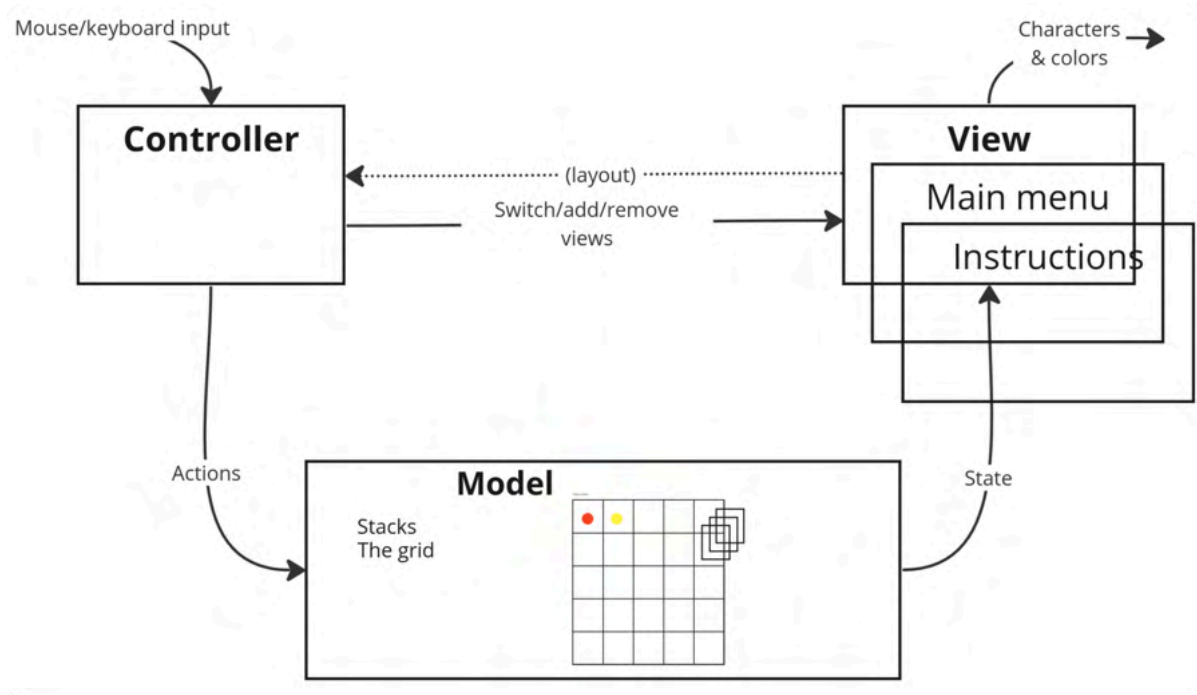 Mouse/keyboard input
Characters
& colors
Controller
View
(layout)
Main menu
Switch/add/remove
views
Instructions
Actions
Model
State
Stacks
The grid